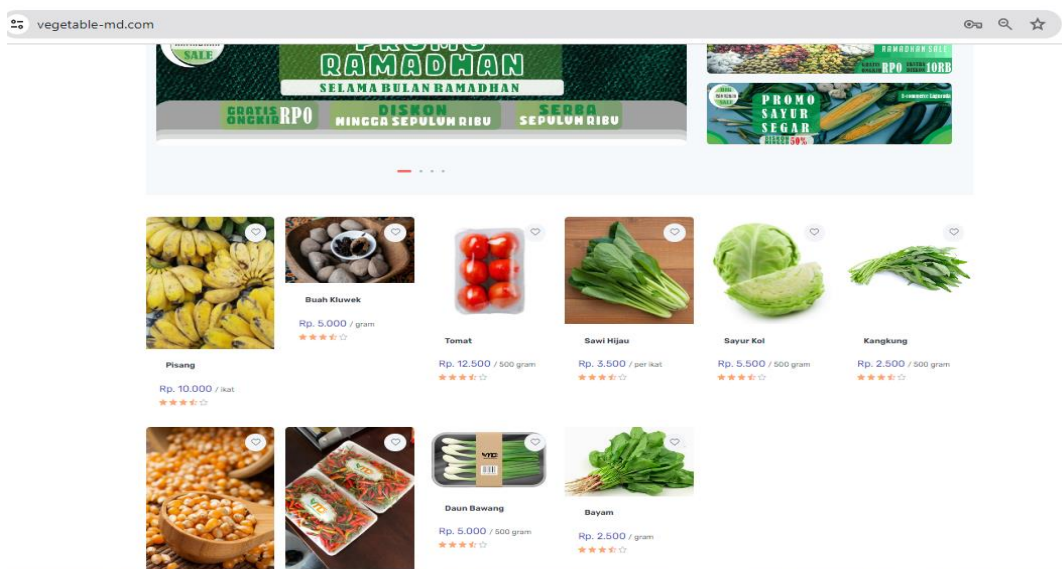 vegetable-md.com
SALE
PROMO
RAMADHAN
SELAMA BULAN RAMADHAN
GRATIS ONGKIR RP0
DISKON HINGGA SEPULUH RIBU
SERBA SEPULUH RIBU
RAMADHAN SALE
RP0
10RB
SALE
PROMO
SAYUR
SEGAR
50%
Pisang
Rp. 10.000 / ikat
Buah Kluwek
Rp. 5.000 / gram
Tomat
Rp. 12.500 / 500 gram
Sawi Hijau
Rp. 3.500 / per ikat
Sayur Kol
Rp. 5.500 / 500 gram
Kangkung
Rp. 2.500 / 500 gram
Daun Bawang
Rp. 5.000 / 500 gram
Bayam
Rp. 2.500 / gram